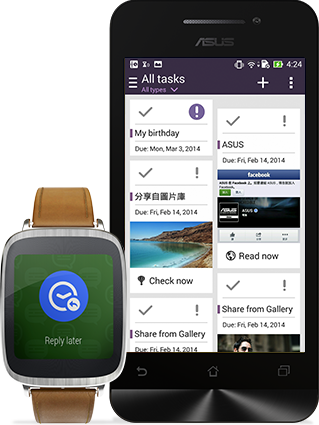 ASUS
4:24
All tasks
All types
My birthday
Due: Mon, Mar 3, 2014
分享自圖片庫
Due: Fri, Feb 14, 2014
Check now
Share from Gallery
Due: Fri, Feb 14, 2014
ASUS
Due: Fri, Feb 14, 2014
facebook
ASUS
Read now
Share from Gallery
Due: Fri, Feb 14, 2014
Reply later